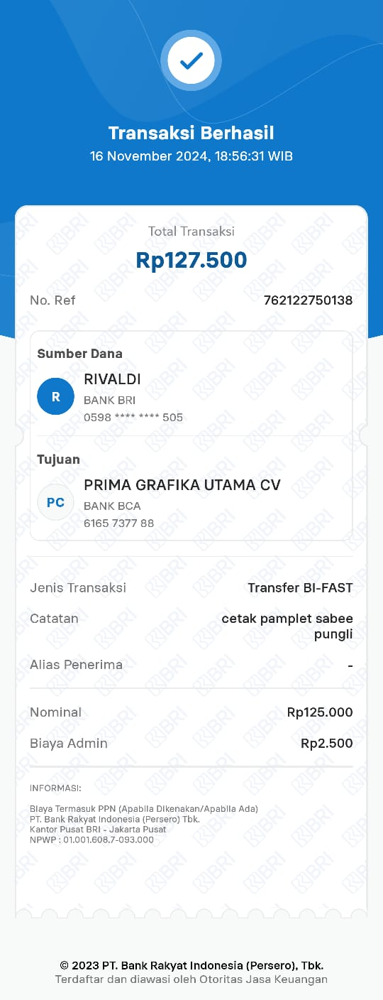 Transaksi Berhasil
16 November 2024, 18:56:31 WIB
Total Transaksi
Rp127.500
No. Ref 762122750138
Sumber Dana
R
RIVALDI
BANK BRI
0598 **** **** 505
Tujuan
PC
PRIMA GRAFIKA UTAMA CV
BANK BCA
6165 7377 88
Jenis Transaksi Transfer BI-FAST
Catatan cetak pamplet sabee
pungli
Alias Penerima -
Nominal Rp125.000
Biaya Admin Rp2.500
INFORMASI:
Biaya Termasuk PPN (Apabila Dikenakan/Apabila Ada)
PT. Bank Rakyat Indonesia (Persero) Tbk.
Kantor Pusat BRI - Jakarta Pusat
NPWP : 01.001.608.7-093.000
© 2023 PT. Bank Rakyat Indonesia (Persero), Tbk.
Terdaftar dan diawasi oleh Otoritas Jasa Keuangan